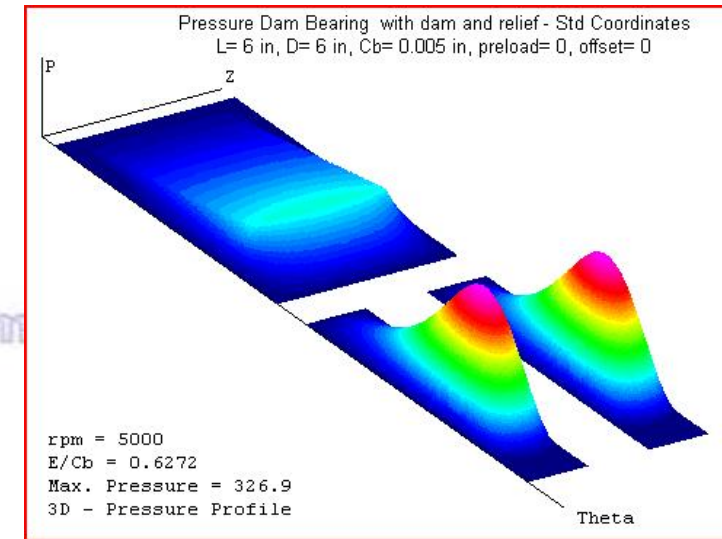 Pressure Dam Bearing with dam and relief - Std Coordinates
L= 6 in, D= 6 in, Cb= 0.005 in, preload= 0, offset= 0
P
Z
rpm = 5000
E/Cb = 0.6272
Max. Pressure = 326.9
3D - Pressure Profile
Theta